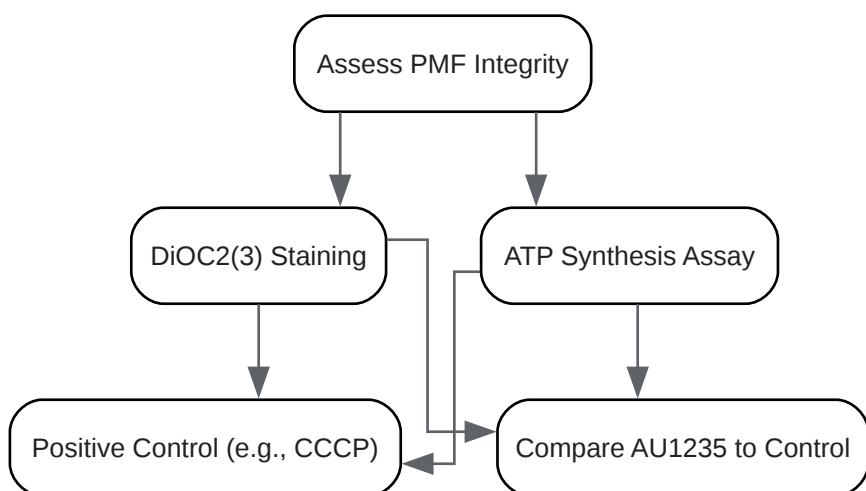 Assess PMF Integrity
DiOC2(3) Staining
ATP Synthesis Assay
Positive Control (e.g., CCCP)
Compare AU1235 to Control